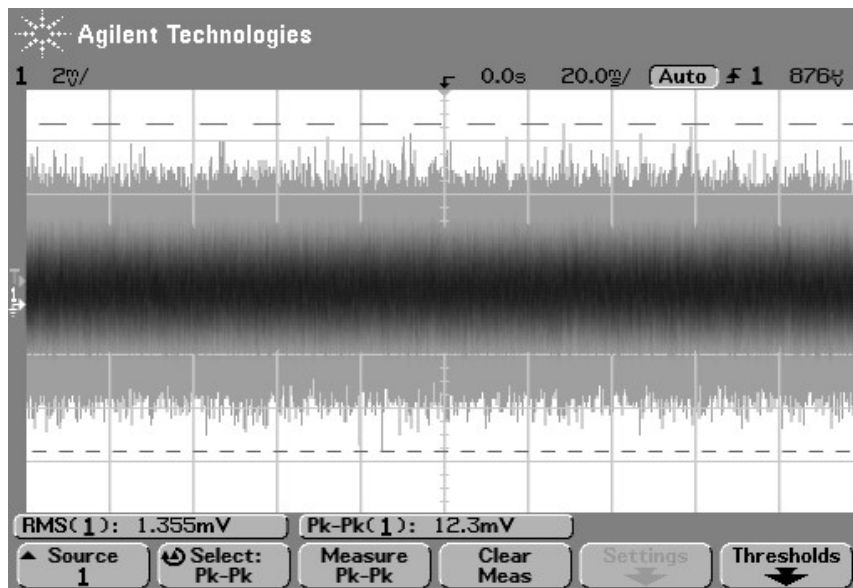 Agilent Technologies
1 2mV/ 0.0s 20.0ms/ Auto 1 876µV
T
1
RMS(1): 1.355mV Pk-Pk(1): 12.3mV
Source Select: Measure Clear Settings Thresholds
1 Pk-Pk Pk-Pk Meas